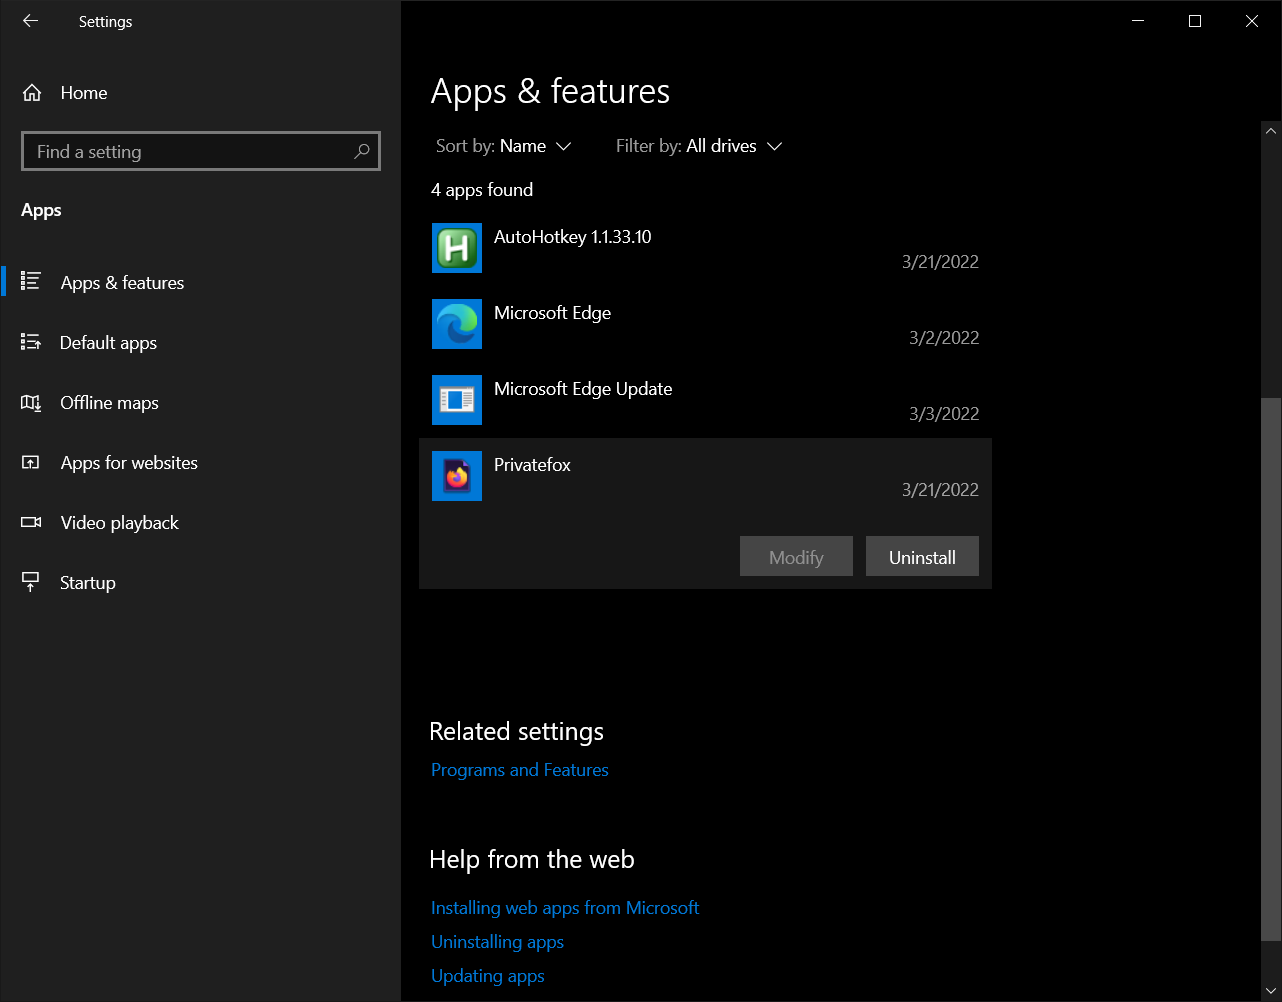 Settings
Home
Find a setting
Apps
Apps & features
Default apps
Offline maps
Apps for websites
Video playback
Startup
Apps & features
Sort by: Name Filter by: All drives
4 apps found
AutoHotkey 1.1.33.10
3/21/2022
Microsoft Edge
3/2/2022
Microsoft Edge Update
3/3/2022
Privatefox
3/21/2022
Modify Uninstall
Related settings
Programs and Features
Help from the web
Installing web apps from Microsoft
Uninstalling apps
Updating apps